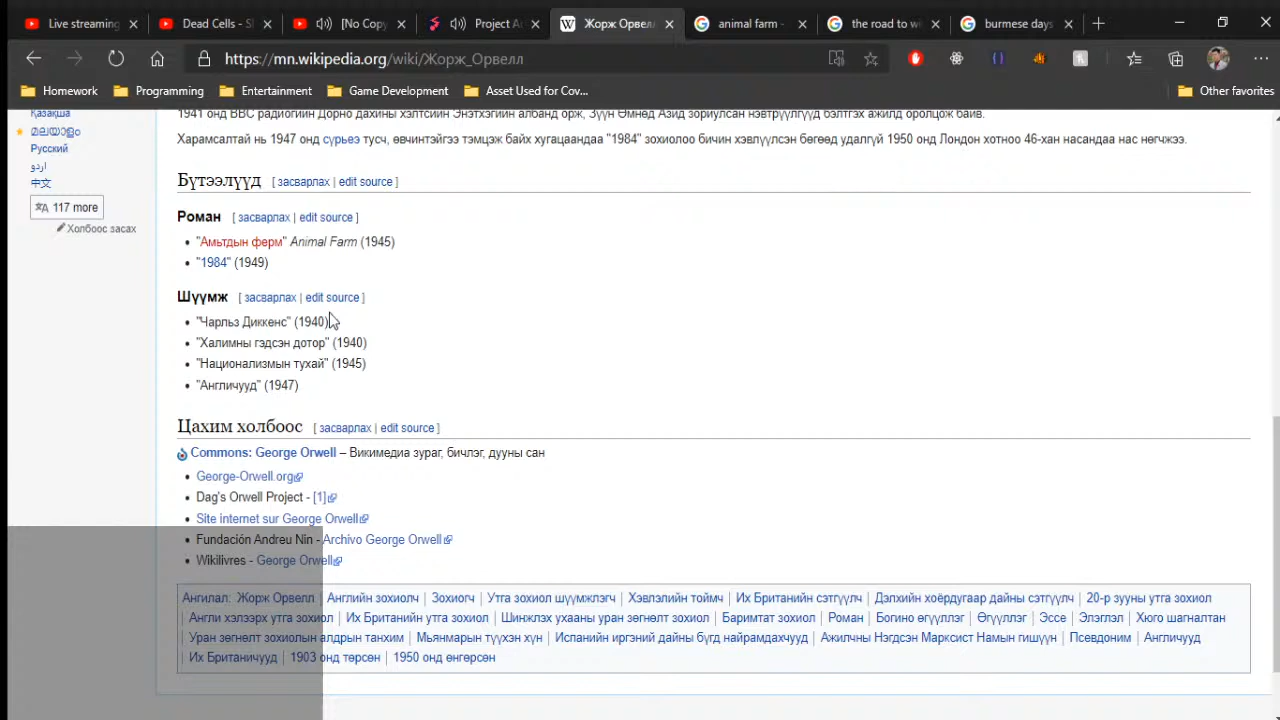 Live streaming
Dead Cells - S
[No Copy
Project A
Жорж Орвел
animal farm -
the road to wi
burmese days
https://mn.wikipedia.org/wiki/Жорж_Орвелл
Homework
Programming
Entertainment
Game Development
Asset Used for Cov...
Other favorites
1941 онд BBC радиогийн Дорно дахины хэлтсийн Энэтхэгийн албанд орж, Зүүн Өмнөд Азид зориулсан нэвтрүүлгүүд бэлтгэх ажилд оролцож байв.
Қазақша
മലയാളം
Харамсалтай нь 1947 онд сүрьеэ тусч, өвчинтэйгээ тэмцэж байх хугацаандаа "1984" зохиолоо бичин хэвлүүлсэн бөгөөд удалгүй 1950 онд Лондон хотноо 46-хан насандаа нас нөгчжээ.
Русский
اردو
中文
117 more
Холбоос засах
Бүтээлүүд [ засварлах | edit source ]
Роман [ засварлах | edit source ]
• "Амьтдын ферм" Animal Farm (1945)
• "1984" (1949)
Шүүмж [ засварлах | edit source ]
• "Чарльз Диккенс" (1940)
• "Халимны гэдсэн дотор" (1940)
• "Национализмын тухай" (1945)
• "Англичууд" (1947)
Цахим холбоос [ засварлах | edit source ]
Commons: George Orwell – Викимедиа зураг, бичлэг, дууны сан
• George-Orwell.org
• Dag's Orwell Project - [1]
• Site internet sur George Orwell
• Fundación Andreu Nin - Archivo George Orwell
• Wikilivres - George Orwell
Ангилал: Жорж Орвелл | Английн зохиолч | Зохиогч | Утга зохиол шүүмжлэгч | Хэвлэлийн тоймч | Их Британийн сэтгүүлч | Дэлхийн хоёрдугаар дайны сэтгүүлч | 20-р зууны утга зохиол
| Англи хэлээрх утга зохиол | Их Британийн утга зохиол | Шинжлэх ухааны уран зөгнөлт зохиол | Баримтат зохиол | Роман | Богино өгүүллэг | Өгүүллэг | Эссе | Элэглэл | Хюго шагналтан
| Уран зөгнөлт зохиолын алдрын танхим | Мьянмарын түүхэн хүн | Испанийн иргэний дайны бүгд найрамдахчууд | Ажилчны Нэгдсэн Марксист Намын гишүүн | Псевдоним | Англичууд
| Их Британичууд | 1903 онд төрсөн | 1950 онд өнгөрсөн